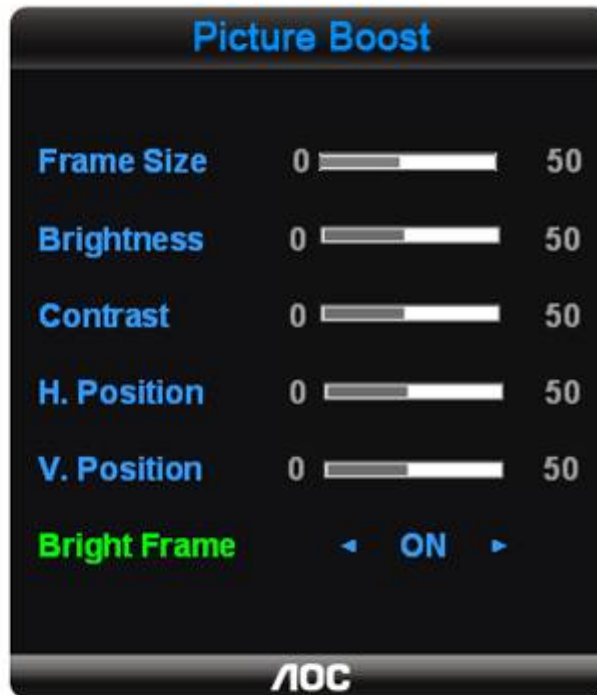 Picture Boost
Frame Size 0 50
Brightness 0 50
Contrast 0 50
H. Position 0 50
V. Position 0 50
Bright Frame ◄ ON ►
AOC